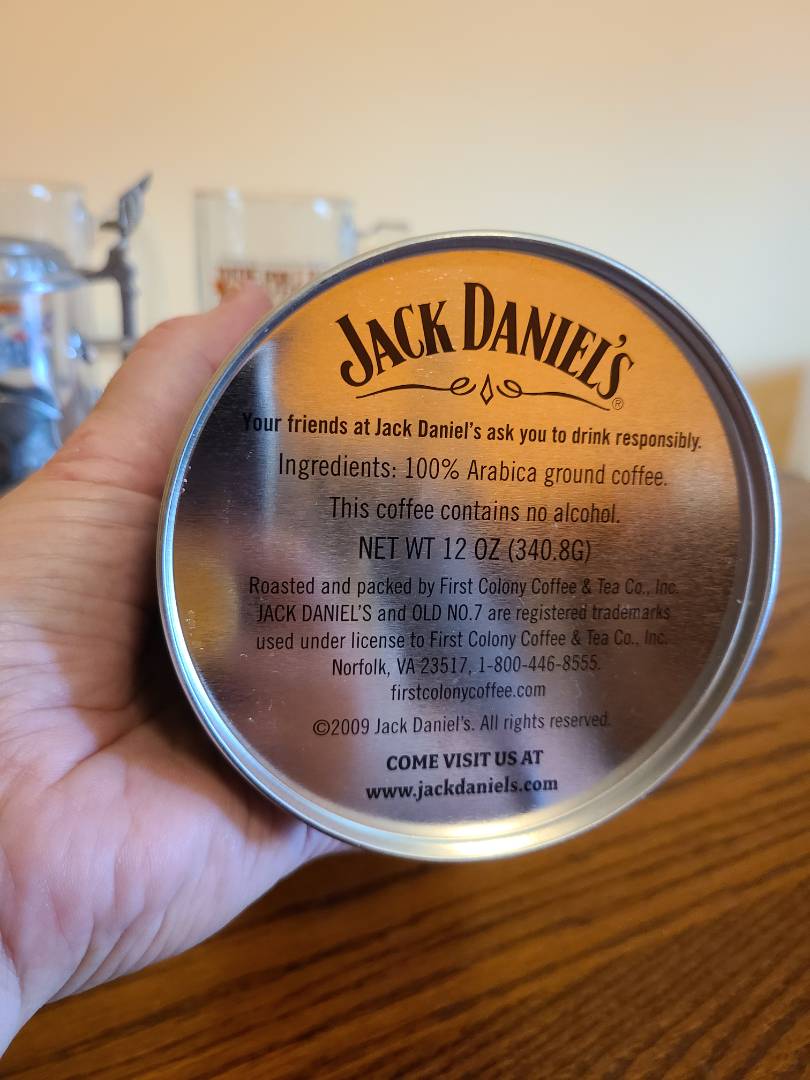 JACK DANIEL'S®
Your friends at Jack Daniel's ask you to drink responsibly.
Ingredients: 100% Arabica ground coffee.
This coffee contains no alcohol.
NET WT 12 OZ (340.8G)
Roasted and packed by First Colony Coffee & Tea Co., Inc.
JACK DANIEL'S and OLD NO.7 are registered trademarks
used under license to First Colony Coffee & Tea Co., Inc.
Norfolk, VA 23517, 1-800-446-8555.
firstcolonycoffee.com
©2009 Jack Daniel's. All rights reserved.
COME VISIT US AT
www.jackdaniels.com